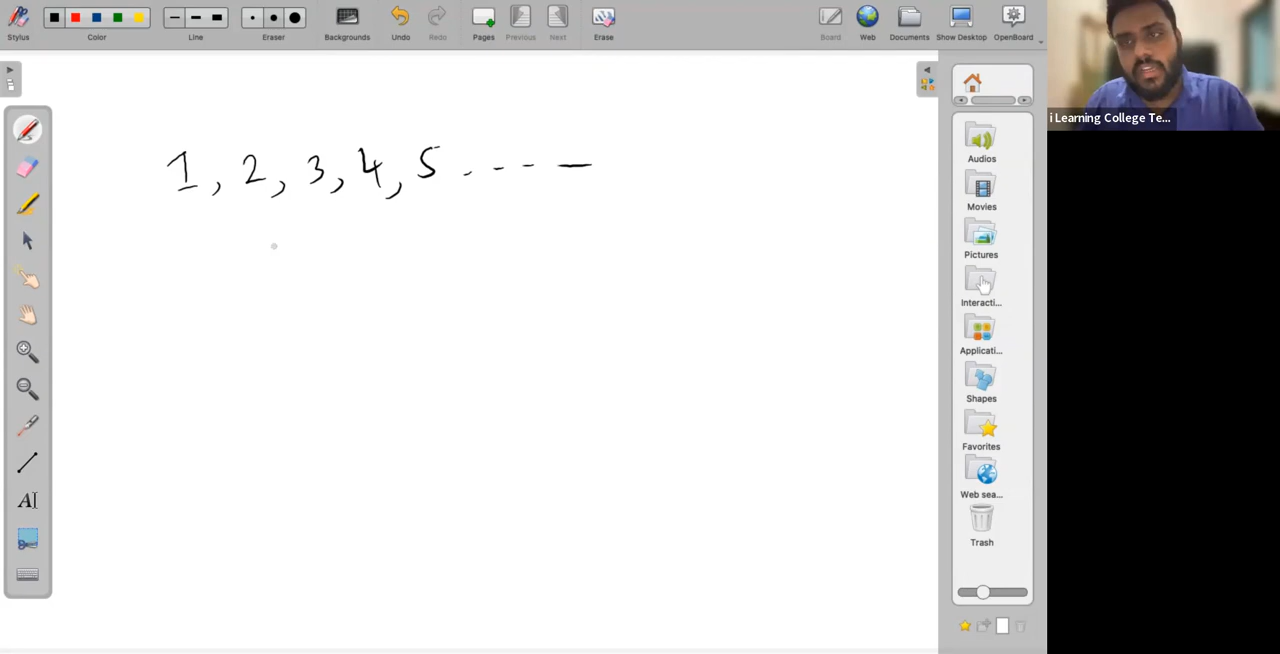 Stylus Color Line Eraser Backgrounds Undo Redo Pages Previous Next Erase Board Web Documents Show Desktop OpenBoard
i Learning College Te...
1, 2, 3, 4, 5 . - - —
Audios
Movies
Pictures
Interacti...
Applicati...
Shapes
Favorites
Web sea...
Trash
AI